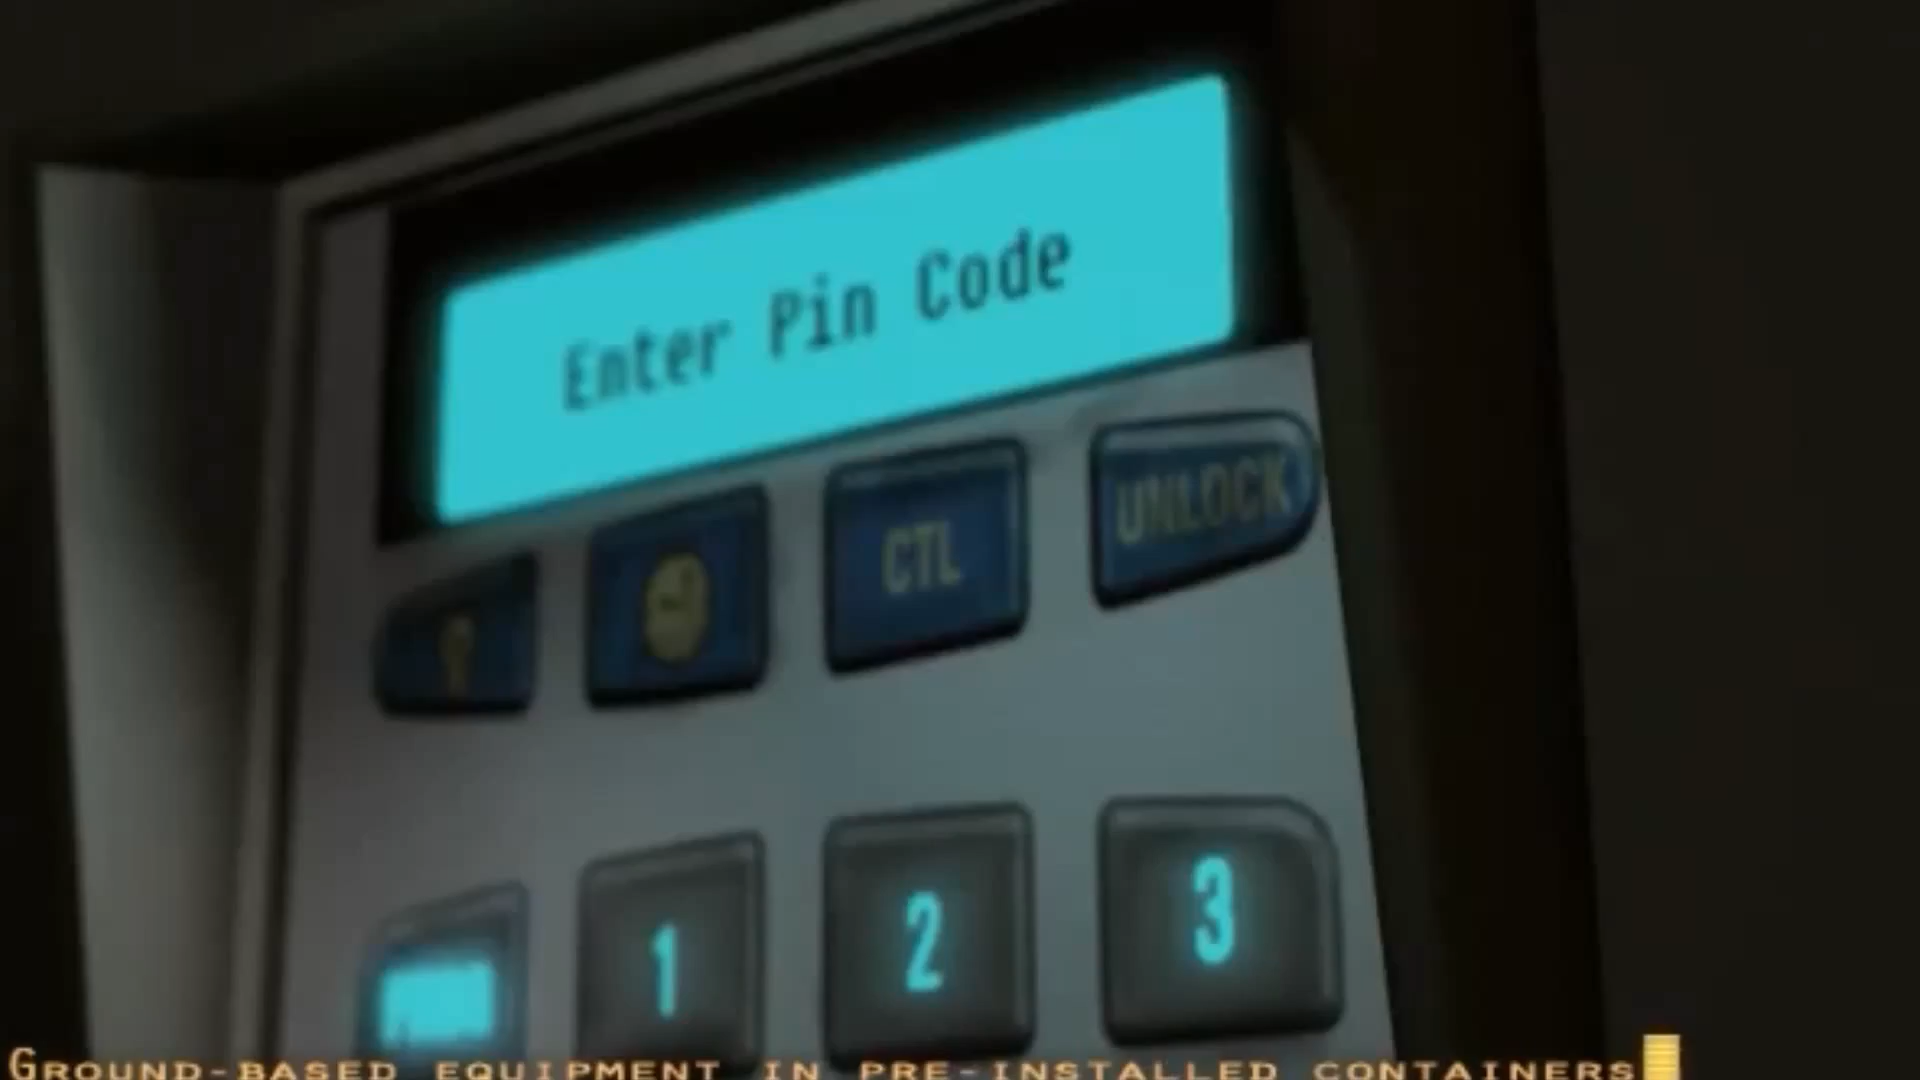 Enter Pin Code
CTL
UNLOCK
1
2
3
GROUND-BASED EQUIPMENT IN PRE-INSTALLED CONTAINERS